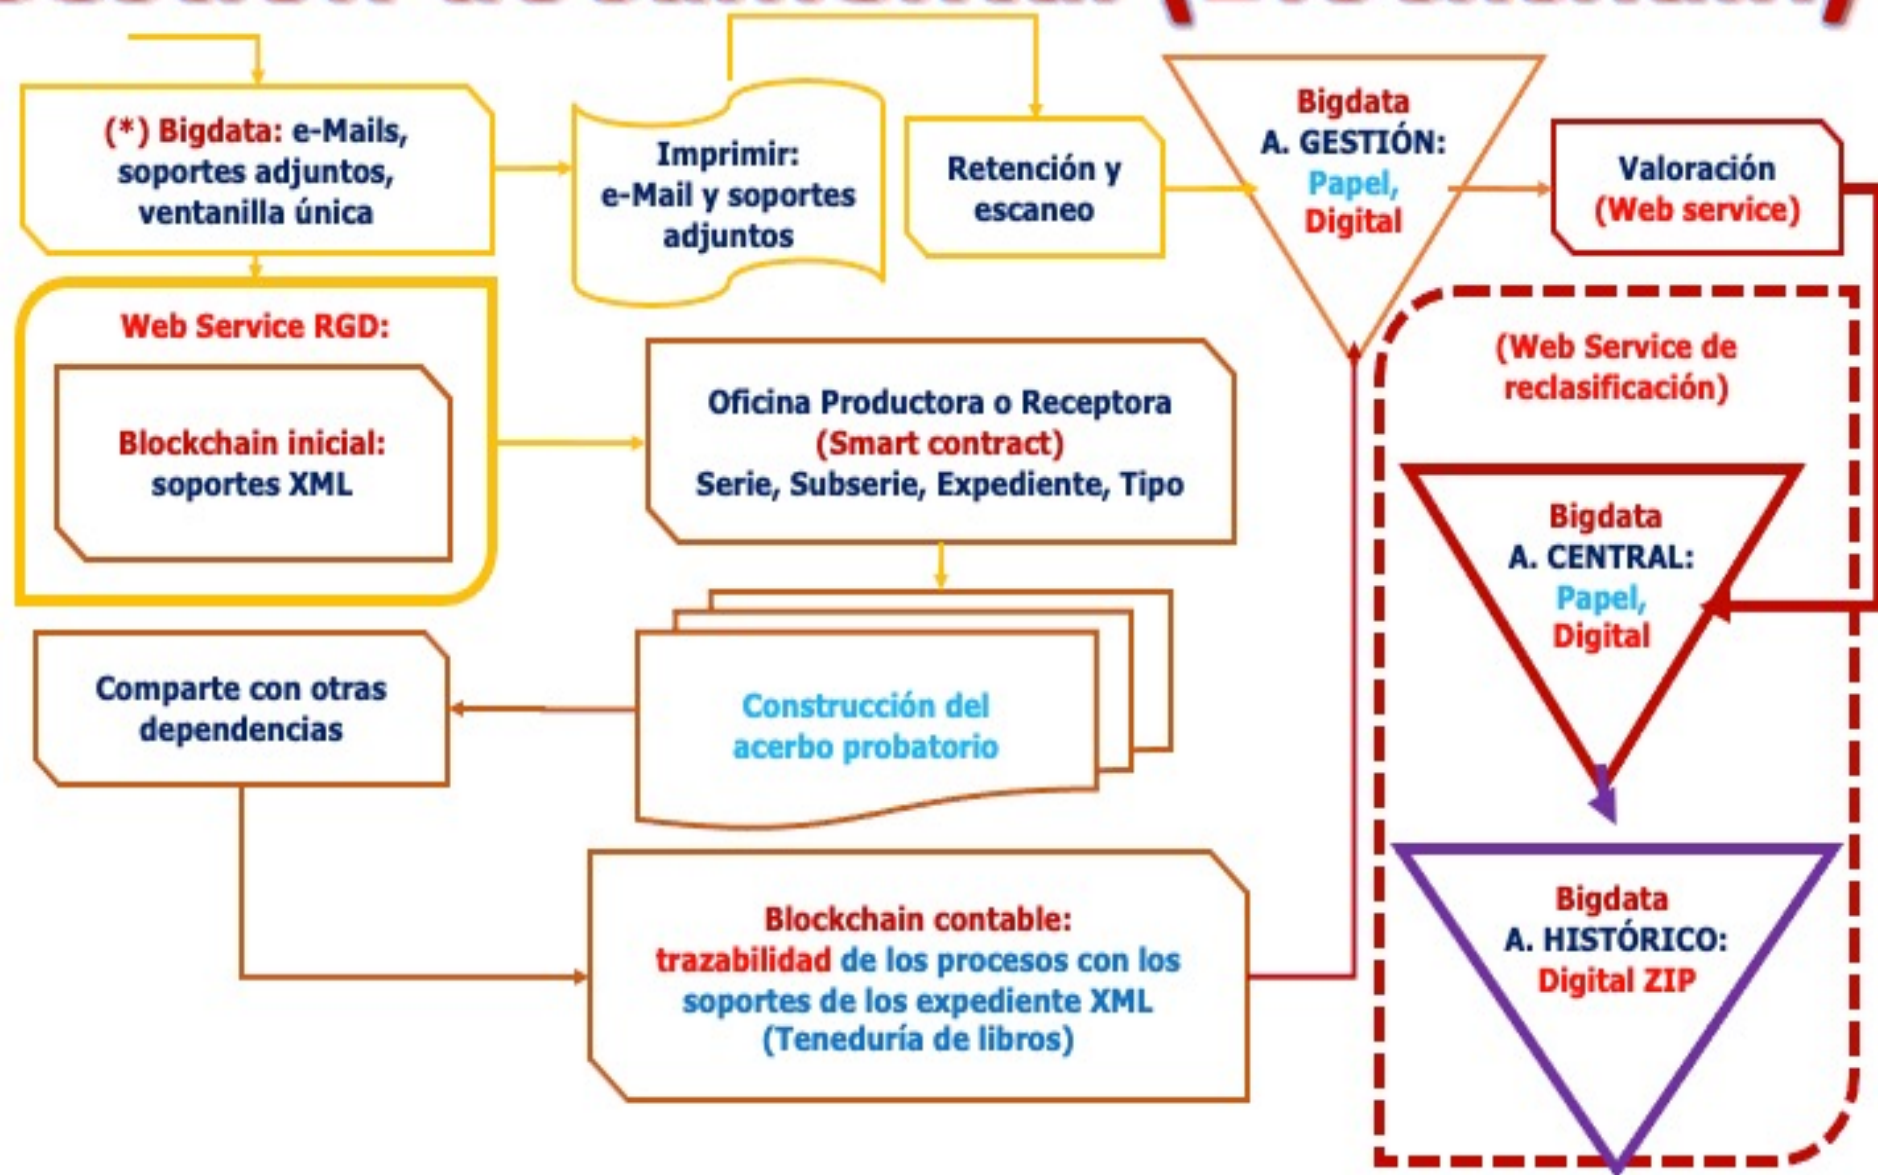 (*) Bigdata: e-Mails,
soportes adjuntos,
ventanilla única
Imprimir:
e-Mail y soportes
adjuntos
Retención y
escaneo
Bigdata
A. GESTIÓN:
Papel,
Digital
Valoración
(Web service)
Web Service RGD:
Blockchain inicial:
soportes XML
Oficina Productora o Receptora
(Smart contract)
Serie, Subserie, Expediente, Tipo
(Web Service de
reclasificación)
Bigdata
A. CENTRAL:
Papel,
Digital
Comparte con otras
dependencias
Construcción del
acerbo probatorio
Blockchain contable:
trazabilidad de los procesos con los
soportes de los expediente XML
(Teneduría de libros)
Bigdata
A. HISTÓRICO:
Digital ZIP